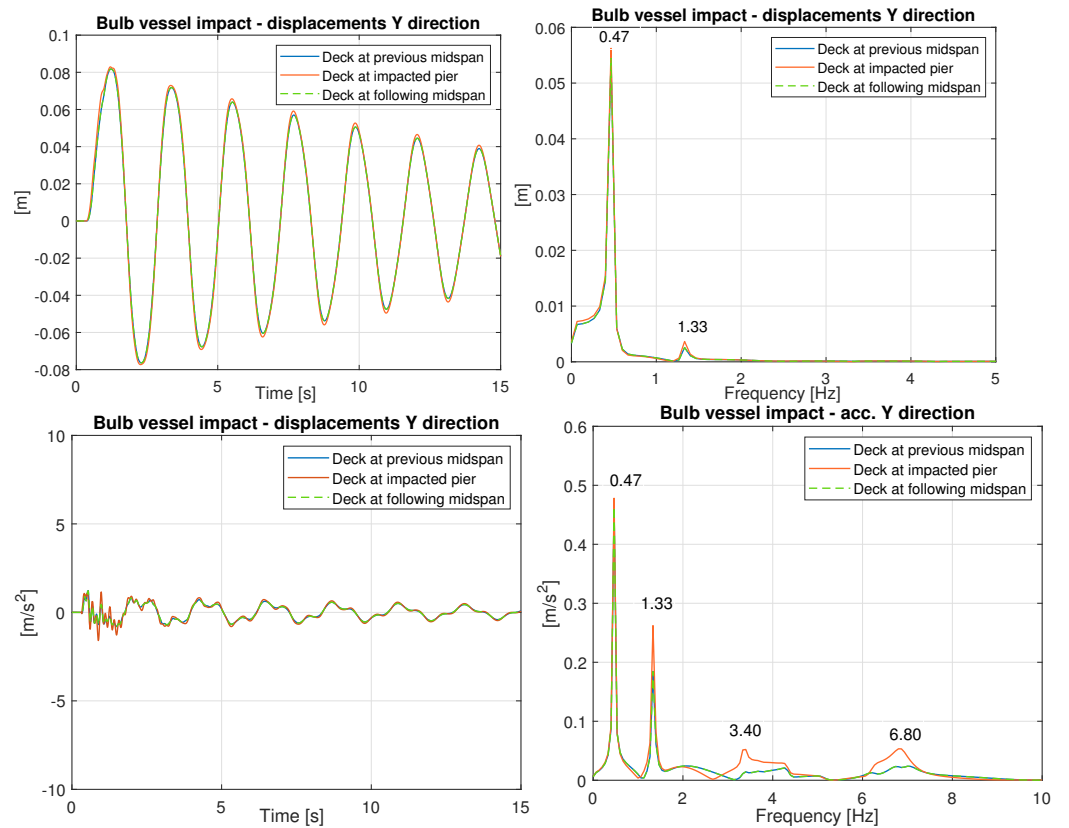 Bulb vessel impact - displacements Y direction
0.1
0.08
0.06
0.04
0.02
0
-0.02
-0.04
-0.06
-0.08
[m]
0
5
10
15
Time [s]
Deck at previous midspan
Deck at impacted pier
Deck at following midspan
Bulb vessel impact - displacements Y direction
0.06
0.05
0.04
0.03
0.02
0.01
0
[m]
0
1
2
3
4
5
Frequency [Hz]
0.47
1.33
Deck at previous midspan
Deck at impacted pier
Deck at following midspan
Bulb vessel impact - displacements Y direction
10
5
0
-5
-10
[m/s²]
0
5
10
15
Time [s]
Deck at previous midspan
Deck at impacted pier
Deck at following midspan
Bulb vessel impact - acc. Y direction
0.6
0.5
0.4
0.3
0.2
0.1
0
[m/s²]
0
2
4
6
8
10
Frequency [Hz]
0.47
1.33
3.40
6.80
Deck at previous midspan
Deck at impacted pier
Deck at following midspan